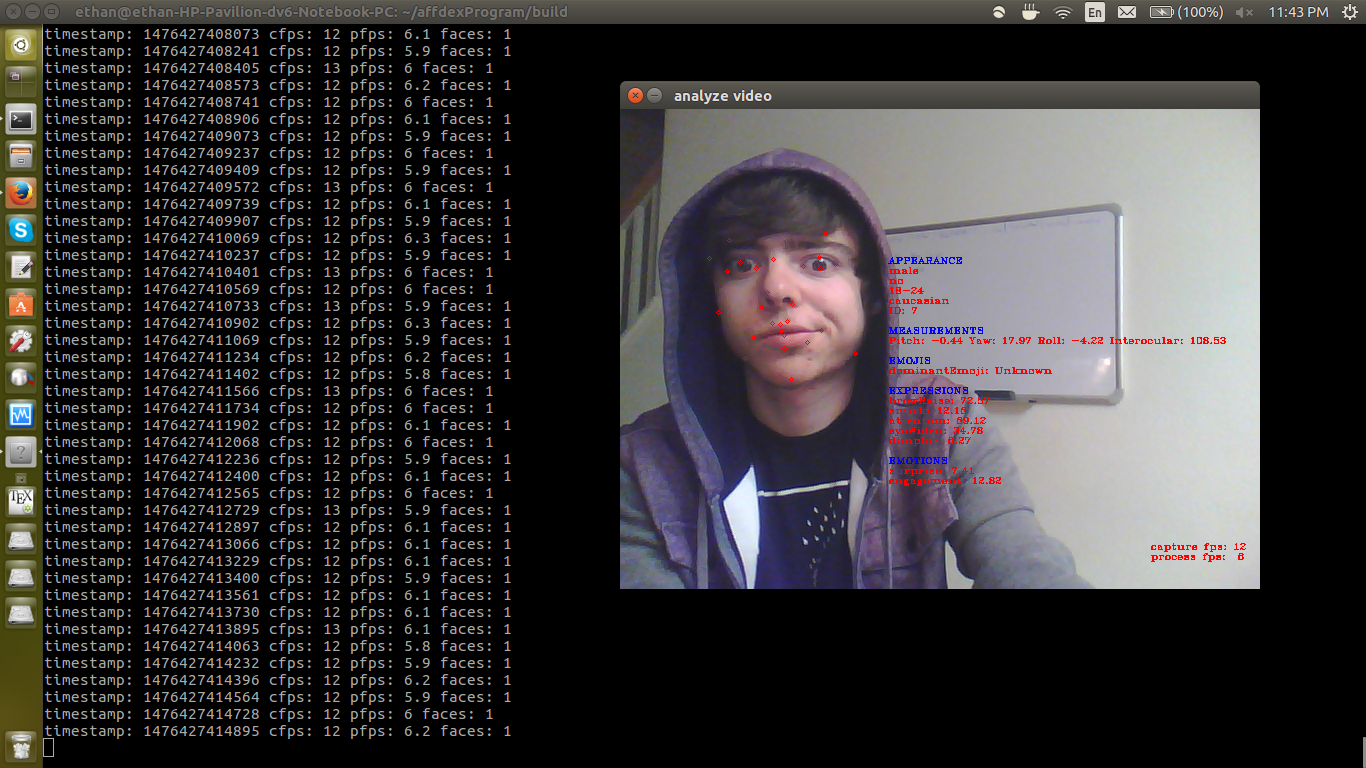 ethan@ethan-HP-Pavilion-dv6-Notebook-PC: ~/affdexProgram/build
En
(100%)
11:43 PM
timestamp: 1476427408073 cfps: 12 pfps: 6.1 faces: 1
timestamp: 1476427408241 cfps: 12 pfps: 5.9 faces: 1
timestamp: 1476427408405 cfps: 13 pfps: 6 faces: 1
timestamp: 1476427408573 cfps: 12 pfps: 6.2 faces: 1
timestamp: 1476427408741 cfps: 12 pfps: 6 faces: 1
timestamp: 1476427408906 cfps: 12 pfps: 6.1 faces: 1
timestamp: 1476427409073 cfps: 12 pfps: 5.9 faces: 1
timestamp: 1476427409237 cfps: 12 pfps: 6 faces: 1
timestamp: 1476427409409 cfps: 12 pfps: 5.9 faces: 1
timestamp: 1476427409572 cfps: 13 pfps: 6 faces: 1
timestamp: 1476427409739 cfps: 12 pfps: 6.1 faces: 1
timestamp: 1476427409907 cfps: 12 pfps: 5.9 faces: 1
timestamp: 1476427410069 cfps: 12 pfps: 6.3 faces: 1
timestamp: 1476427410237 cfps: 12 pfps: 5.9 faces: 1
timestamp: 1476427410401 cfps: 13 pfps: 6 faces: 1
timestamp: 1476427410569 cfps: 12 pfps: 6 faces: 1
timestamp: 1476427410733 cfps: 13 pfps: 5.9 faces: 1
timestamp: 1476427410902 cfps: 12 pfps: 6.3 faces: 1
timestamp: 1476427411069 cfps: 12 pfps: 5.9 faces: 1
timestamp: 1476427411234 cfps: 12 pfps: 6.2 faces: 1
timestamp: 1476427411402 cfps: 12 pfps: 5.8 faces: 1
timestamp: 1476427411566 cfps: 13 pfps: 6 faces: 1
timestamp: 1476427411734 cfps: 12 pfps: 6 faces: 1
timestamp: 1476427411902 cfps: 12 pfps: 6.1 faces: 1
timestamp: 1476427412068 cfps: 12 pfps: 6 faces: 1
timestamp: 1476427412236 cfps: 12 pfps: 5.9 faces: 1
timestamp: 1476427412400 cfps: 12 pfps: 6.1 faces: 1
timestamp: 1476427412565 cfps: 12 pfps: 6 faces: 1
timestamp: 1476427412729 cfps: 13 pfps: 5.9 faces: 1
timestamp: 1476427412897 cfps: 12 pfps: 6.1 faces: 1
timestamp: 1476427413066 cfps: 12 pfps: 6.1 faces: 1
timestamp: 1476427413229 cfps: 12 pfps: 6.1 faces: 1
timestamp: 1476427413400 cfps: 12 pfps: 5.9 faces: 1
timestamp: 1476427413561 cfps: 12 pfps: 6.1 faces: 1
timestamp: 1476427413730 cfps: 12 pfps: 6.1 faces: 1
timestamp: 1476427413895 cfps: 13 pfps: 6.1 faces: 1
timestamp: 1476427414063 cfps: 12 pfps: 5.8 faces: 1
timestamp: 1476427414232 cfps: 12 pfps: 5.9 faces: 1
timestamp: 1476427414396 cfps: 12 pfps: 6.2 faces: 1
timestamp: 1476427414564 cfps: 12 pfps: 5.9 faces: 1
timestamp: 1476427414728 cfps: 12 pfps: 6 faces: 1
timestamp: 1476427414895 cfps: 12 pfps: 6.2 faces: 1
analyze video
APPEARANCE
male
no
18-24
caucasian
ID: 7
MEASUREMENTS
Pitch: -0.44 Yaw: 17.97 Roll: -4.22 Interocular: 108.53
EMOJIS
dominantEmoji: Unknown
EXPRESSIONS
EMOTIONS
engagement: 12.82
capture fps: 12
process fps: 6
TEX